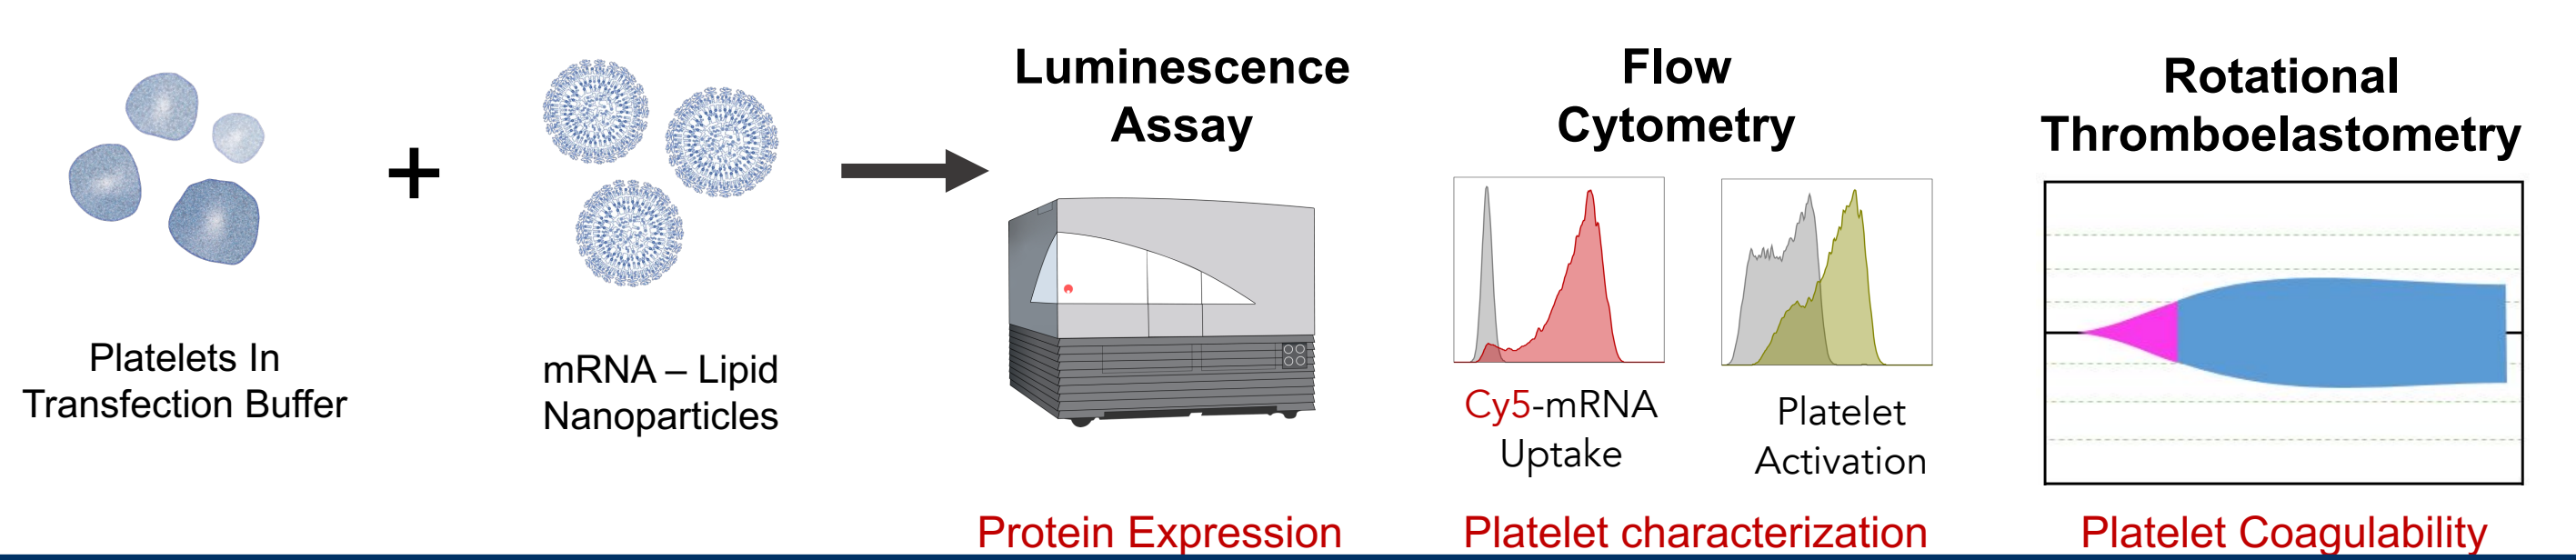 Platelets In
Transfection Buffer
+
mRNA – Lipid
Nanoparticles
Luminescence
Assay
Protein Expression
Flow
Cytometry
Cy5-mRNA
Uptake
Platelet
Activation
Platelet characterization
Rotational
Thromboelastometry
Platelet Coagulability